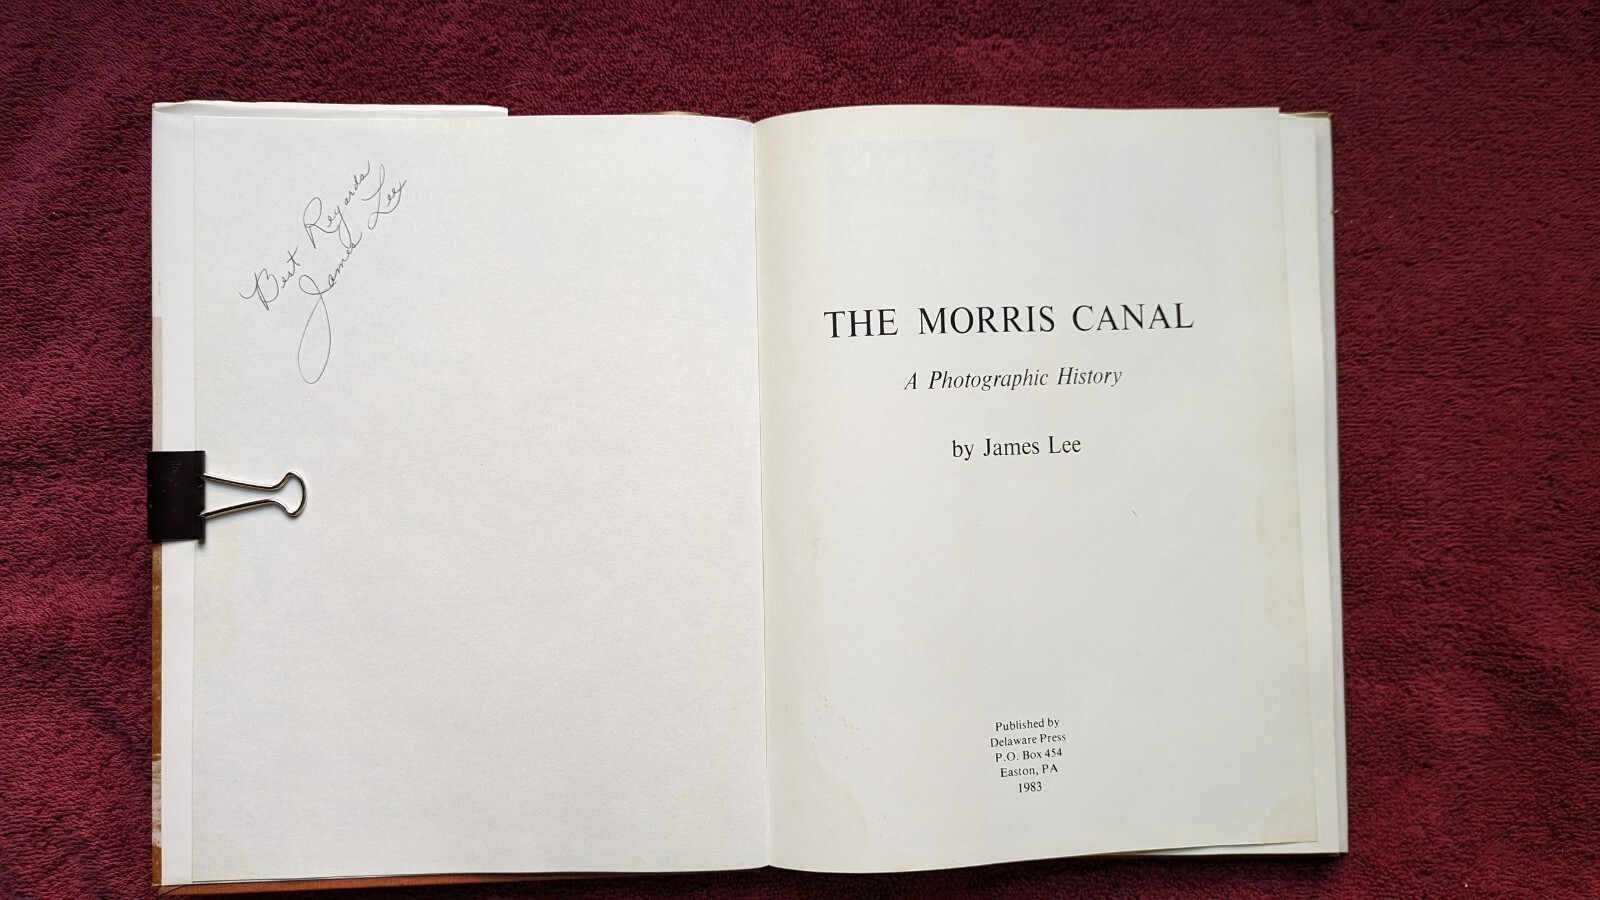 Best Regards
James Lee
THE MORRIS CANAL
A Photographic History
by James Lee
Published by
Delaware Press
P.O. Box 454
Easton, PA
1983